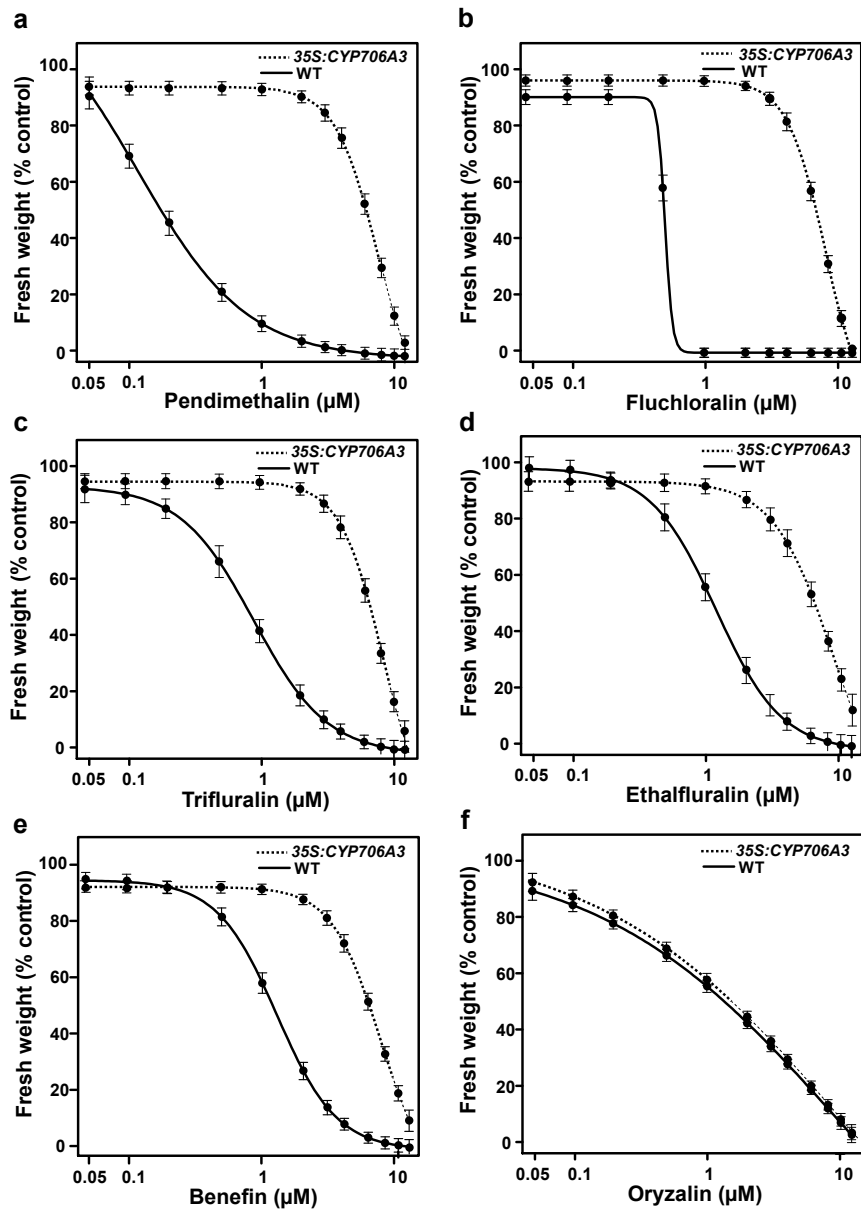 a
35S:CYP706A3
WT
Fresh weight (% control)
100
80
60
40
20
0
0.05 0.1 1 10
Pendimethalin (µM)
b
35S:CYP706A3
WT
Fresh weight (% control)
100
80
60
40
20
0
0.05 0.1 1 10
Fluchloralin (µM)
c
35S:CYP706A3
WT
Fresh weight (% control)
100
80
60
40
20
0
0.05 0.1 1 10
Trifluralin (µM)
d
35S:CYP706A3
WT
Fresh weight (% control)
100
80
60
40
20
0
0.05 0.1 1 10
Ethalfluralin (µM)
e
35S:CYP706A3
WT
Fresh weight (% control)
100
80
60
40
20
0
0.05 0.1 1 10
Benefin (µM)
f
35S:CYP706A3
WT
Fresh weight (% control)
100
80
60
40
20
0
0.05 0.1 1 10
Oryzalin (µM)